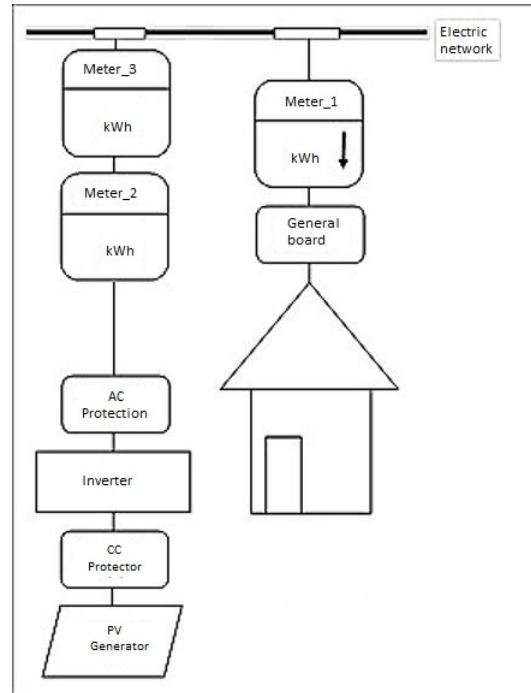 Electric
network
Meter_3
kWh
Meter_1
kWh
Meter_2
kWh
General
board
AC
Protection
Inverter
CC
Protector
PV
Generator